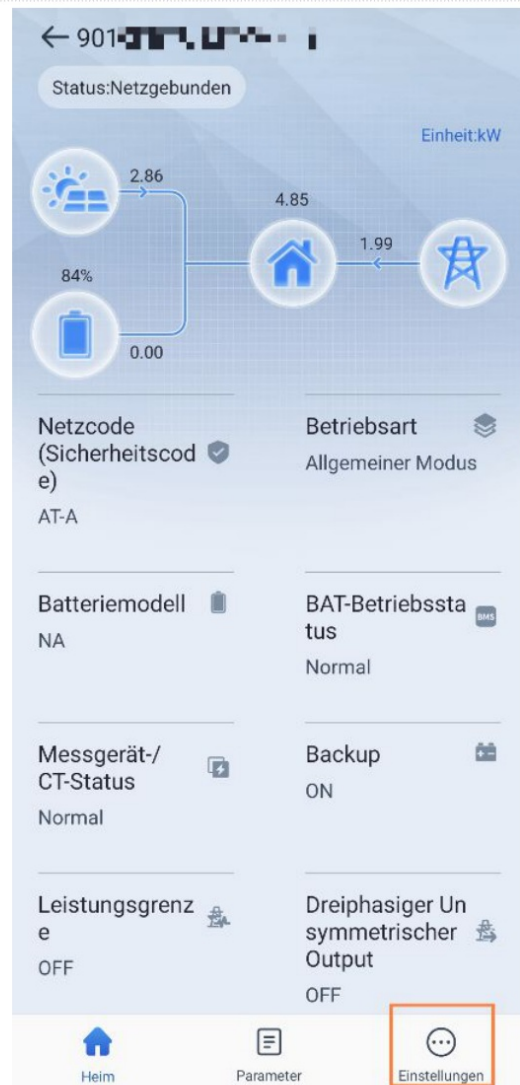 901
Status:Netzgebunden
Einheit:kW
2.86
4.85
1.99
84%
0.00
Netzcode
(Sicherheitscod
e)
AT-A
Betriebsart
Allgemeiner Modus
Batteriemodell
NA
BAT-Betriebssta
tus
BMS
Normal
Messgerät-/
CT-Status
Normal
Backup
ON
Leistungsgrenz
e
OFF
Dreiphasiger Un
symmetrischer
Output
OFF
Heim
Parameter
Einstellungen